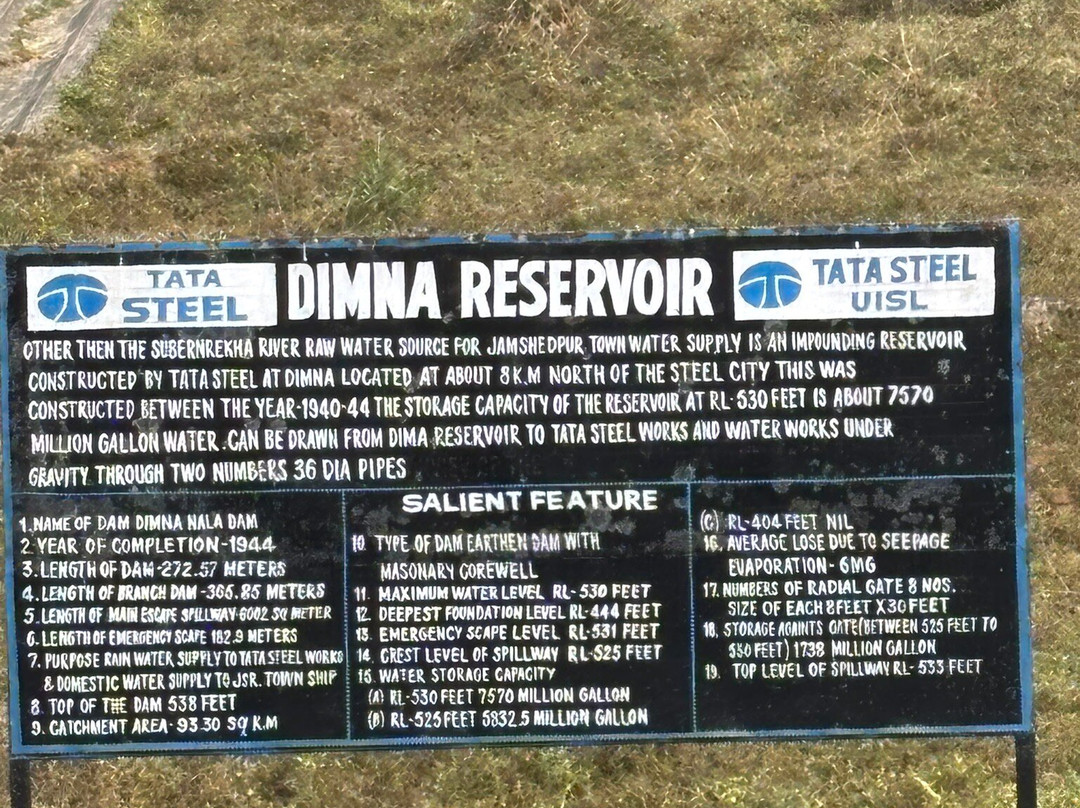 TATA
STEEL
DIMNA RESERVOIR
TATA STEEL
UISL
OTHER THEN THE SUBERNREKHA RIVER RAW WATER SOURCE FOR JAMSHEDPUR TOWN WATER SUPPLY IS AN IMPOUNDING RESERVOIR
CONSTRUCTED BY TATA STEEL AT DIMNA LOCATED AT ABOUT 8 K.M NORTH OF THE STEEL CITY THIS WAS
CONSTRUCTED BETWEEN THE YEAR-1940-44 THE STORAGE CAPACITY OF THE RESERVOIR AT RL-530 FEET IS ABOUT 7570
MILLION GALLON WATER .CAN BE DRAWN FROM DIMA RESERVOIR TO TATA STEEL WORKS AND WATER WORKS UNDER
GRAVITY THROUGH TWO NUMBERS 36 DIA PIPES
SALIENT FEATURE
1.NAME OF DAM DIMNA NALA DAM
2.YEAR OF COMPLETION-1944
3.LENGTH OF DAM-272.57 METERS
4.LENGTH OF BRANCH DAM-365.85 METERS
5.LENGTH OF MAIN ESCAPE SPILLWAY-6002 SQ METER
6.LENGTH OF EMERGENCY SCAPE 182.9 METERS
7. PURPOSE RAIN WATER SUPPLY TO TATA STEEL WORKS
& DOMESTIC WATER SUPPLY TO JSR. TOWN SHIP
8. TOP OF THE DAM 538 FEET
9. CATCHMENT AREA-93.30 SQ K.M
10. TYPE OF DAM EARTHEN DAM WITH
MASONARY COREWELL
11. MAXIMUM WATER LEVEL RL-530 FEET
12. DEEPEST FOUNDATION LEVEL RL-444 FEET
13. EMERGENCY SCAPE LEVEL RL-531 FEET
14. CREST LEVEL OF SPILLWAY RL-525 FEET
15. WATER STORAGE CAPACITY
(A) RL-530 FEET 7570 MILLION GALLON
(B) RL-525 FEET 5832.5 MILLION GALLON
(C) RL-404 FEET NIL
16. AVERAGE LOSE DUE TO SEEPAGE
EVAPORATION-6MG
17. NUMBERS OF RADIAL GATE 8 NOS.
SIZE OF EACH 8FEET X30 FEET
18. STORAGE AGAINTS GATE(BETWEEN 525 FEET TO
530 FEET) 1738 MILLION GALLON
19. TOP LEVEL OF SPILLWAY RL-533 FEET